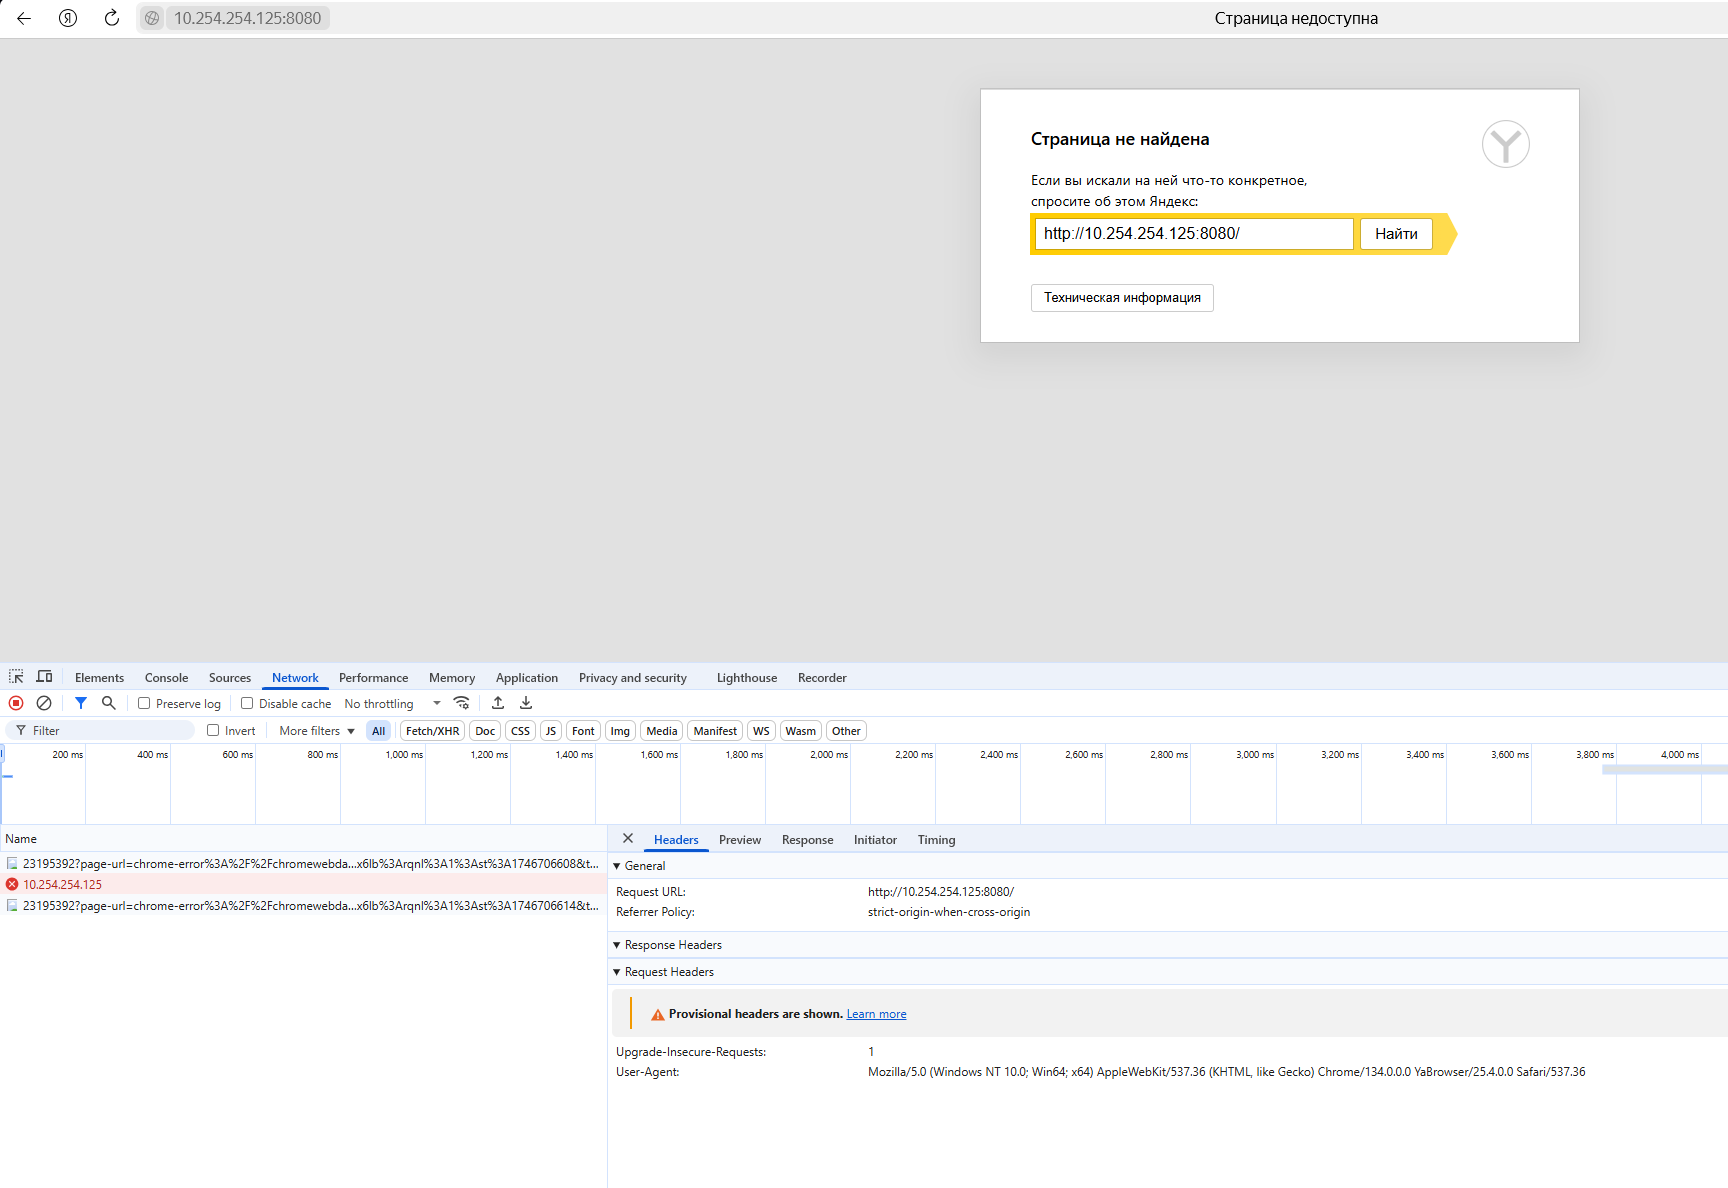 10.254.254.125:8080
Страница недоступна
Страница не найдена
Если вы искали на ней что-то конкретное,
спросите об этом Яндекс:
http://10.254.254.125:8080/
Найти
Техническая информация
Elements Console Sources Network Performance Memory Application Privacy and security Lighthouse Recorder
Preserve log Disable cache No throttling
Filter Invert More filters All Fetch/XHR Doc CSS JS Font Img Media Manifest WS Wasm Other
200 ms 400 ms 600 ms 800 ms 1,000 ms 1,200 ms 1,400 ms 1,600 ms 1,800 ms 2,000 ms 2,200 ms 2,400 ms 2,600 ms 2,800 ms 3,000 ms 3,200 ms 3,400 ms 3,600 ms 3,800 ms 4,000 ms
Name
23195392?page-url=chrome-error%3A%2F%2Fchromewebda...x6lb%3Arqnl%3A1%3Ast%3A1746706608&t...
10.254.254.125
23195392?page-url=chrome-error%3A%2F%2Fchromewebda...x6lb%3Arqnl%3A1%3Ast%3A1746706614&t...
Headers Preview Response Initiator Timing
General
Request URL: http://10.254.254.125:8080/
Referrer Policy: strict-origin-when-cross-origin
Response Headers
Request Headers
Provisional headers are shown. Learn more
Upgrade-Insecure-Requests: 1
User-Agent: Mozilla/5.0 (Windows NT 10.0; Win64; x64) AppleWebKit/537.36 (KHTML, like Gecko) Chrome/134.0.0.0 YaBrowser/25.4.0.0 Safari/537.36